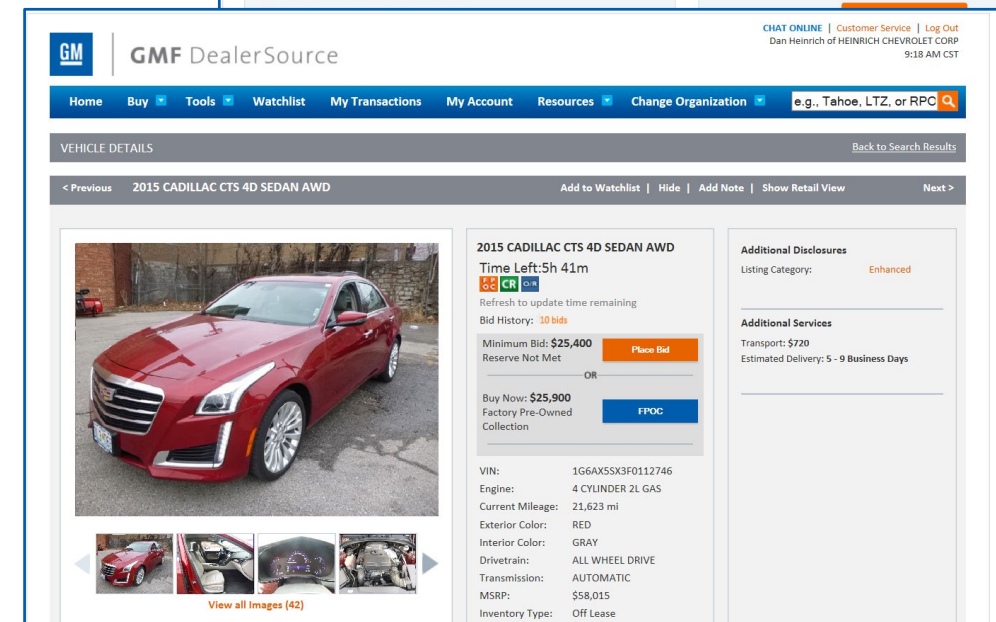 CHAT ONLINE | Customer Service | Log Out
Dan Heinrich of HEINRICH CHEVROLET CORP
9:18 AM CST
GM
GMF DealerSource
Home Buy Tools Watchlist My Transactions My Account Resources Change Organization e.g., Tahoe, LTZ, or RPO
VEHICLE DETAILS Back to Search Results
< Previous 2015 CADILLAC CTS 4D SEDAN AWD Add to Watchlist | Hide | Add Note | Show Retail View Next >
2015 CADILLAC CTS 4D SEDAN AWD
Time Left:5h 41m
CR
Refresh to update time remaining
Bid History: 10 bids
Minimum Bid: $25,400
Reserve Not Met
Place Bid
OR
Buy Now: $25,900
Factory Pre-Owned
Collection
FPOC
VIN: 1G6AX5SX3F0112746
Engine: 4 CYLINDER 2L GAS
Current Mileage: 21,623 mi
Exterior Color: RED
Interior Color: GRAY
Drivetrain: ALL WHEEL DRIVE
Transmission: AUTOMATIC
MSRP: $58,015
Inventory Type: Off Lease
Additional Disclosures
Listing Category: Enhanced
Additional Services
Transport: $720
Estimated Delivery: 5 - 9 Business Days
View all Images (42)